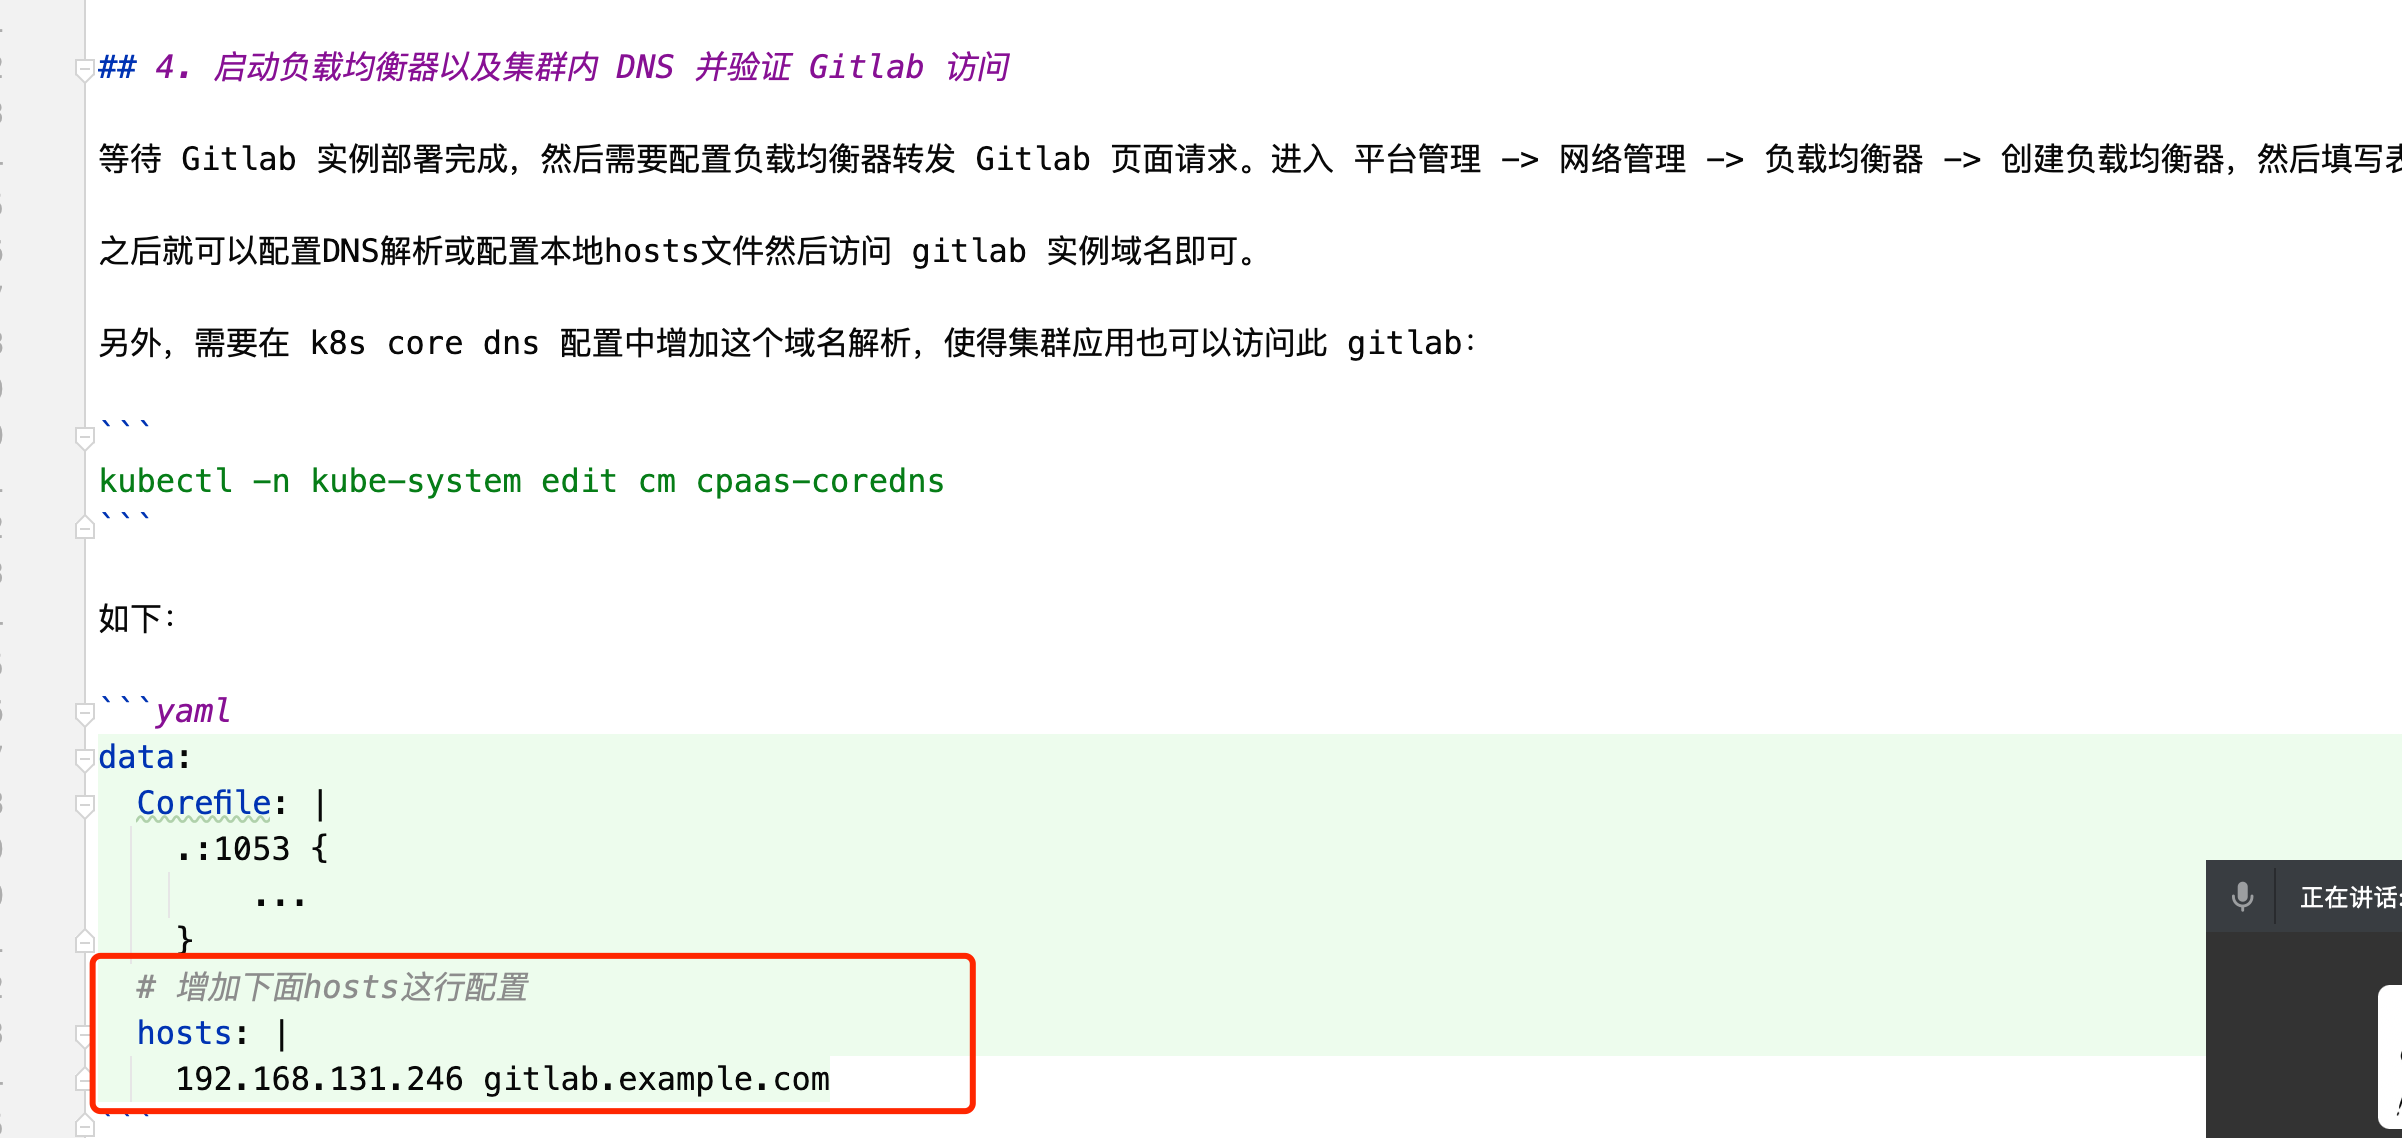 ## 4. 启动负载均衡器以及集群内 DNS 并验证 Gitlab 访问
等待 Gitlab 实例部署完成，然后需要配置负载均衡器转发 Gitlab 页面请求。进入 平台管理 -> 网络管理 -> 负载均衡器 -> 创建负载均衡器，然后填写表
之后就可以配置DNS解析或配置本地hosts文件然后访问 gitlab 实例域名即可。
另外，需要在 k8s core dns 配置中增加这个域名解析，使得集群应用也可以访问此 gitlab：
```
kubectl -n kube-system edit cm cpaas-coredns
```
如下：
```yaml
data:
  Corefile: |
    .:1053 {
        ...
    }
  # 增加下面hosts这行配置
  hosts: |
    192.168.131.246 gitlab.example.com
```
正在讲话: